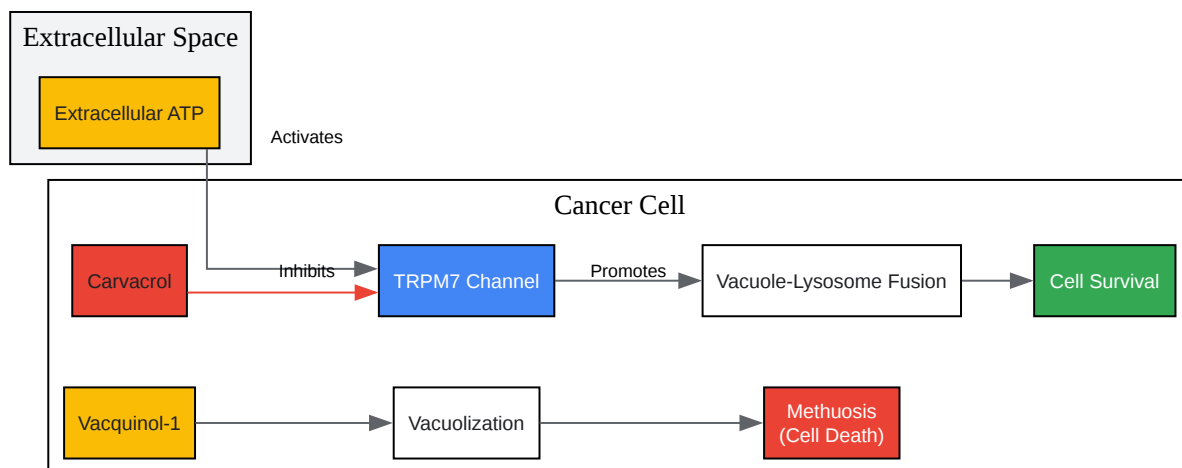 Extracellular Space
Extracellular ATP
Activates
Cancer Cell
Carvacrol
Inhibits
TRPM7 Channel
Promotes
Vacuole-Lysosome Fusion
Cell Survival
Vacquinol-1
Vacuolization
Methuosis
(Cell Death)